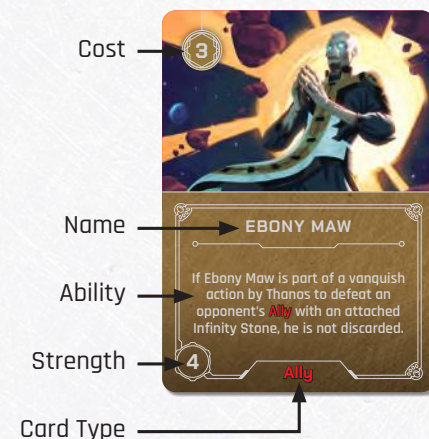 Cost
3
Name
EBONY MAW
Ability
If Ebony Maw is part of a vanquish
action by Thanos to defeat an
opponent's Ally with an attached
Infinity Stone, he is not discarded.
Strength
4
Ally
Card Type